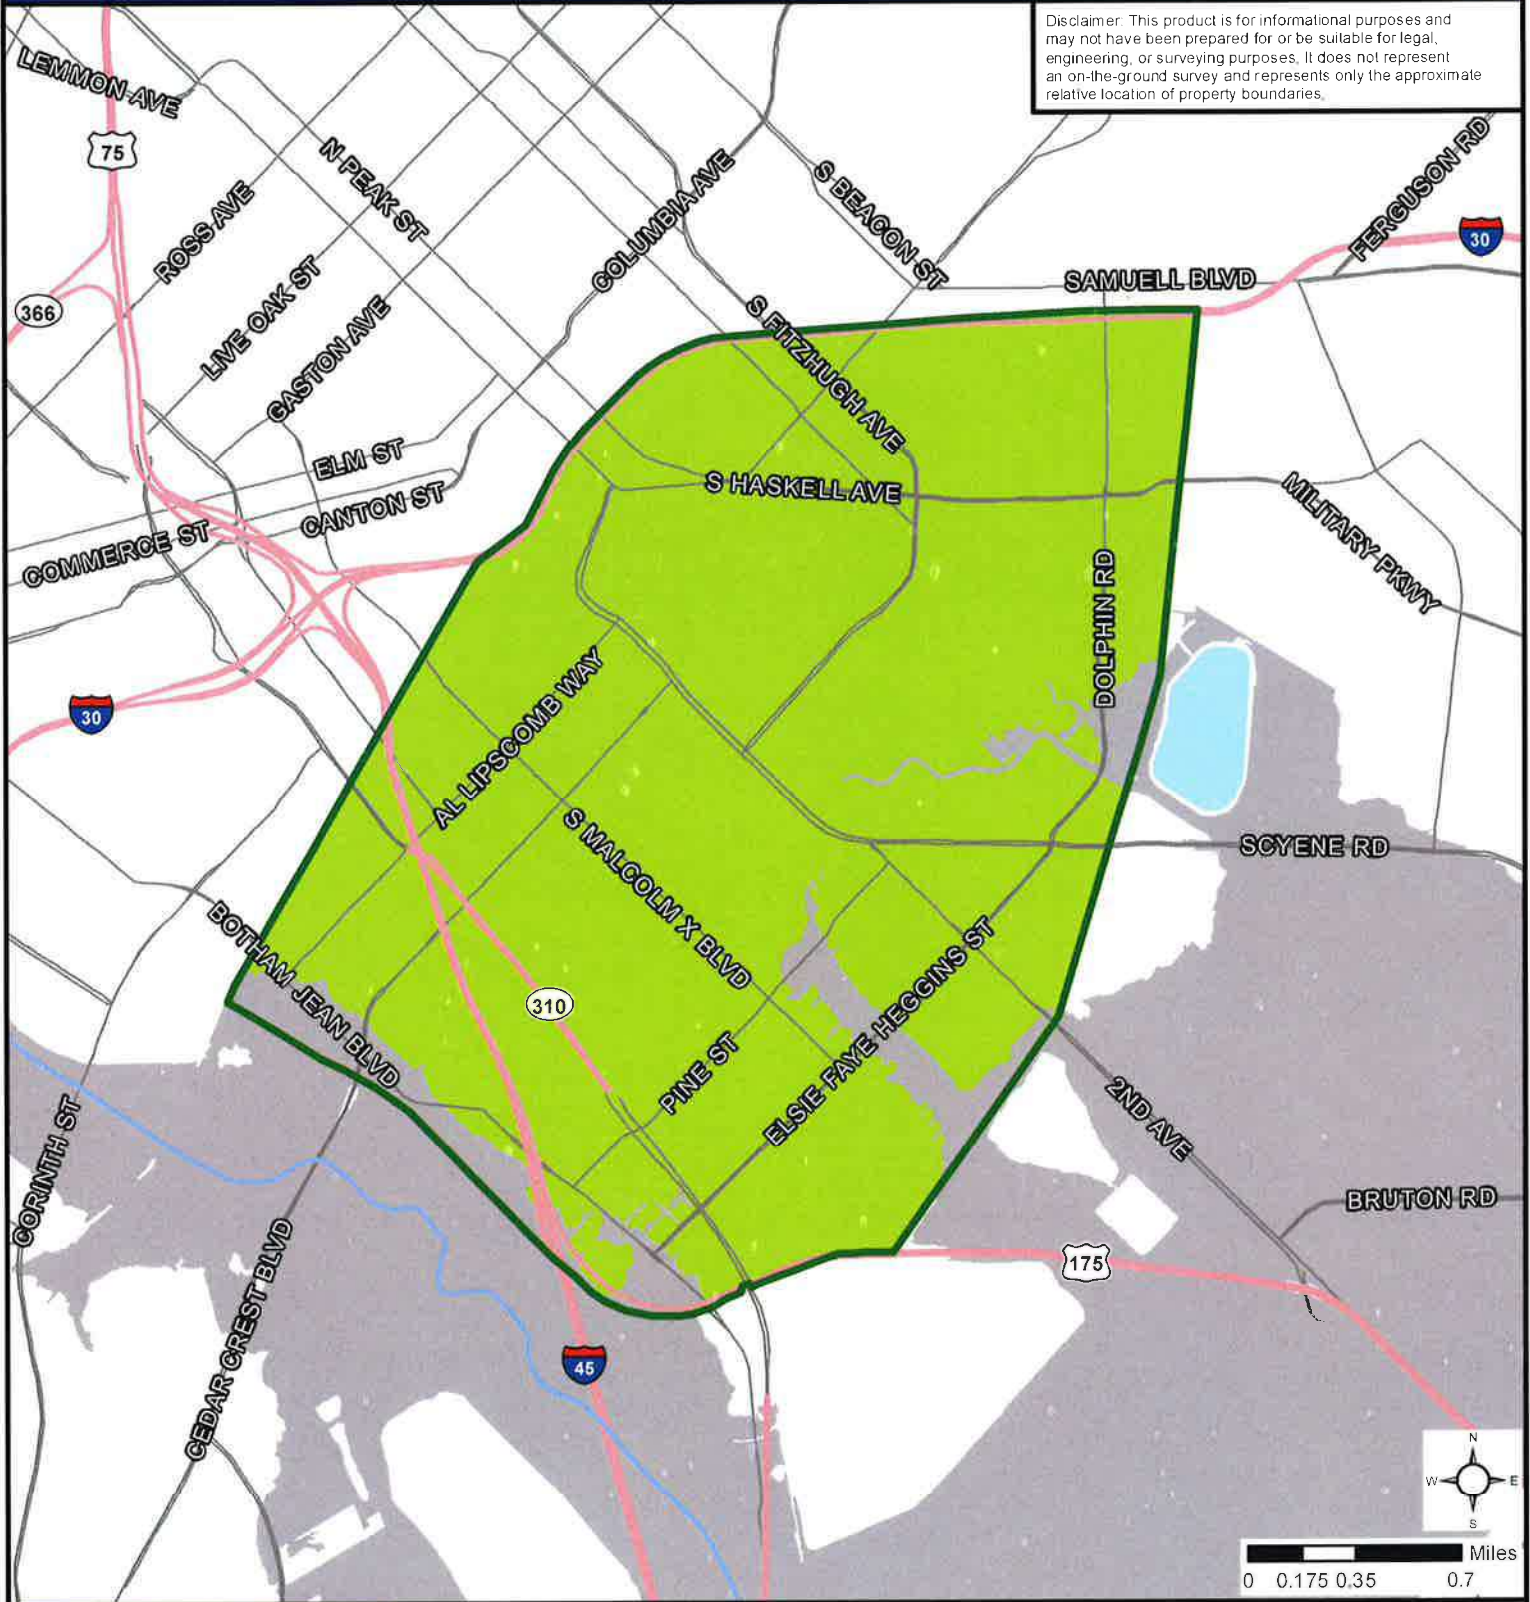 Disclaimer: This product is for informational purposes and
may not have been prepared for or be suitable for legal,
engineering, or surveying purposes. It does not represent
an on-the-ground survey and represents only the approximate
relative location of property boundaries.
LEMMON AVE
75
N PEAK ST
ROSS AVE
COLUMBIA AVE
S BEACON ST
FERGUSON RD
30
SAMUELL BLVD
366
LIVE OAK ST
GASTON AVE
S FITZHUGH AVE
ELM ST
CANTON ST
COMMERCE ST
S HASKELL AVE
MILITARY PKWY
DOLPHIN RD
30
AL LIPSCOMB WAY
S MALCOLM X BLVD
SCYENE RD
BOTHAM JEAN BLVD
310
PINE ST
ELSIE FAYE HEGGINS ST
2ND AVE
CORINTH ST
BRUTON RD
CEDAR CREST BLVD
175
45
N
W
E
S
Miles
0 0.175 0.35 0.7